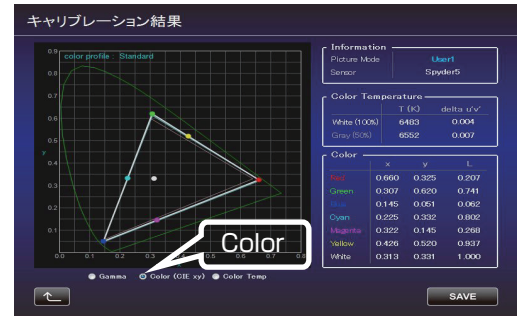 キャリブレーション結果
color profile Standard
0.9
0.8
0.7
0.6
y
0.5
0.4
0.3
0.2
0.1
0.0 0.1 0.2 0.3 0.4 0.5 0.6 0.7 0.8
Color
Gamma Color (CIE xy) Color Temp
Information
Picture Mode User1
Sensor Spyder5
Color Temperature
T (K) delta u'v'
White (100%) 6483 0.004
Gray (50%) 6552 0.007
Color
x y L
Red 0.660 0.325 0.207
Green 0.307 0.620 0.741
Blue 0.145 0.051 0.062
Cyan 0.225 0.332 0.802
Magenta 0.322 0.145 0.268
Yellow 0.426 0.520 0.937
White 0.313 0.331 1.000
SAVE